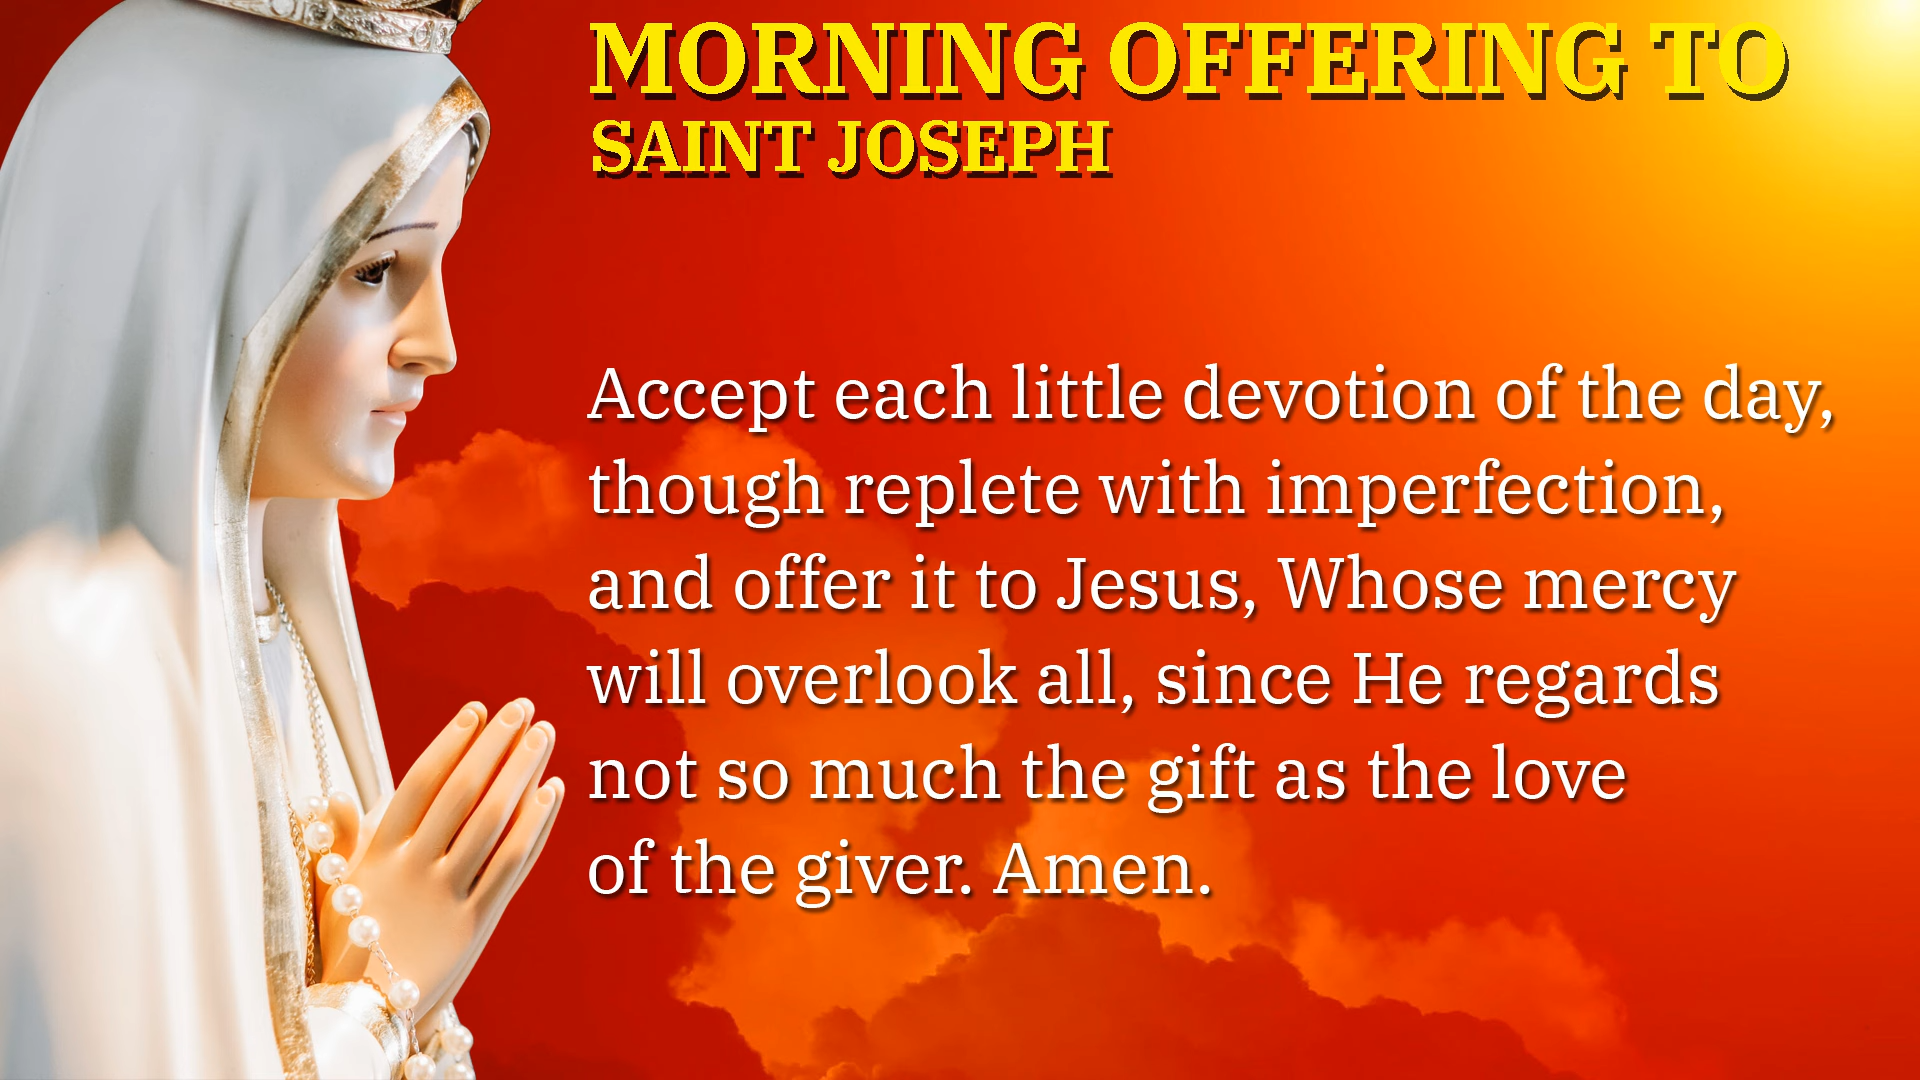 MORNING OFFERING TO
SAINT JOSEPH
Accept each little devotion of the day,
though replete with imperfection,
and offer it to Jesus, Whose mercy
will overlook all, since He regards
not so much the gift as the love
of the giver. Amen.